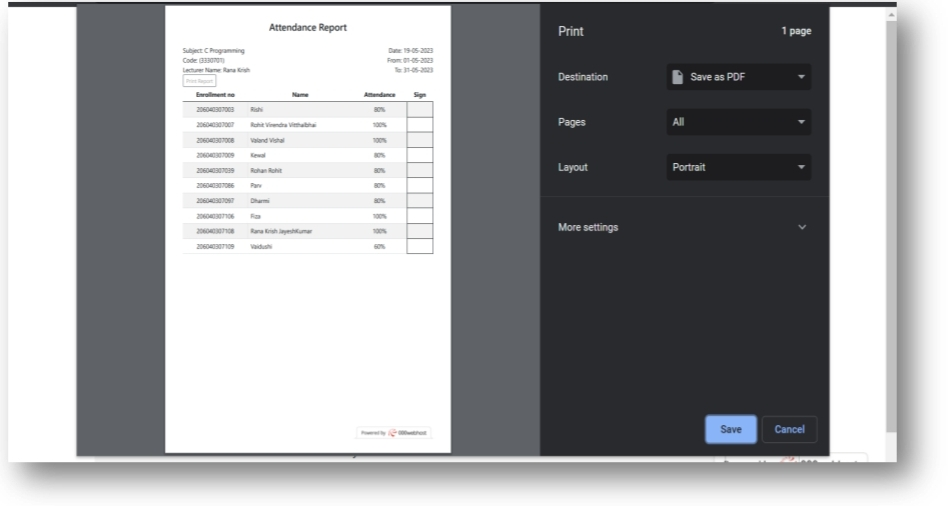 Attendance Report
Subject: C Programming Date: 19-05-2023
Code: (3330701) From: 01-05-2023
Lecturer Name: Rana Krish To: 31-05-2023
Print Report
Enrollment no Name Attendance Sign
206040307003 Rishi 80%
206040307007 Rohit Virendra Vitthalbhai 100%
206040307008 Valand Vishal 100%
206040307009 Kewal 80%
206040307039 Rohan Rohit 80%
206040307086 Parv 80%
206040307097 Dharmi 80%
206040307106 Fiza 100%
206040307108 Rana Krish JayeshKumar 100%
206040307109 Vaidushi 60%
Powered by 000webhost
Print 1 page
Destination Save as PDF
Pages All
Layout Portrait
More settings
Save Cancel